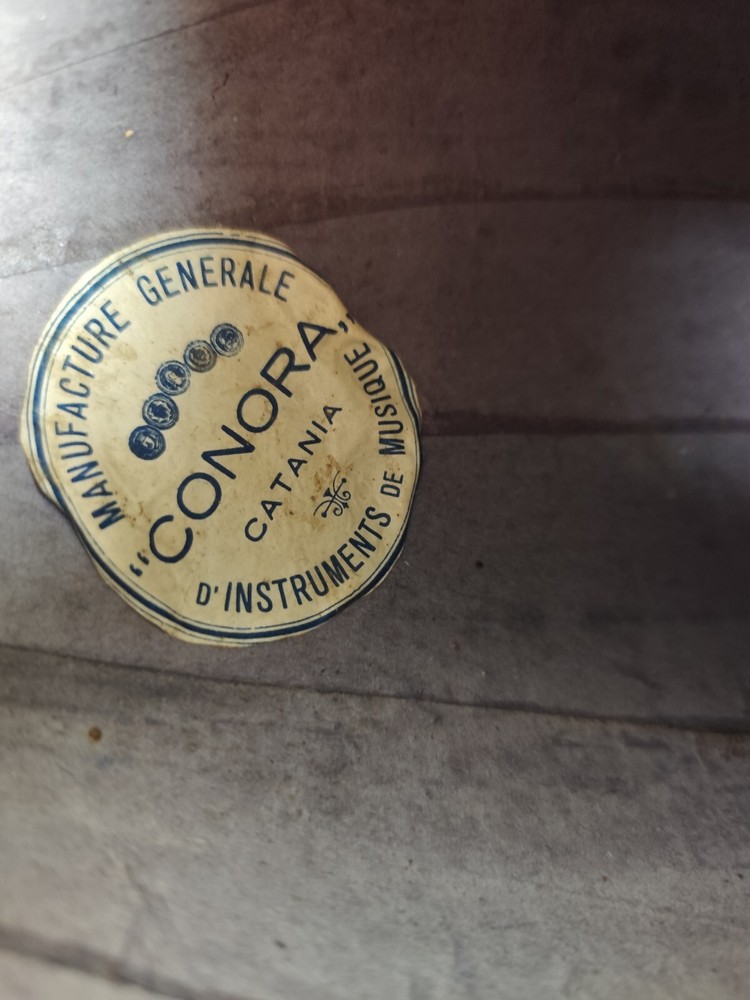 MANUFACTURE GENERALE
“CONORA„
CATANIA
D'INSTRUMENTS DE MUSIQUE